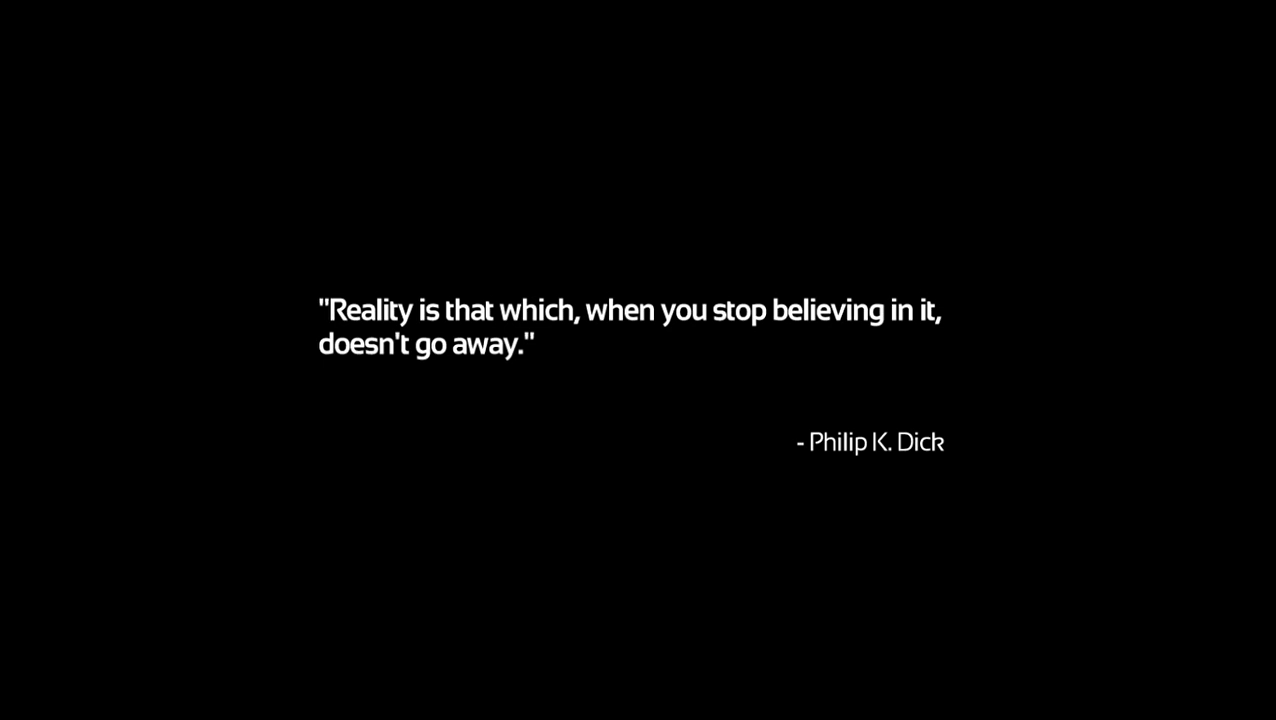 "Reality is that which, when you stop believing in it,
doesn't go away."
- Philip K. Dick